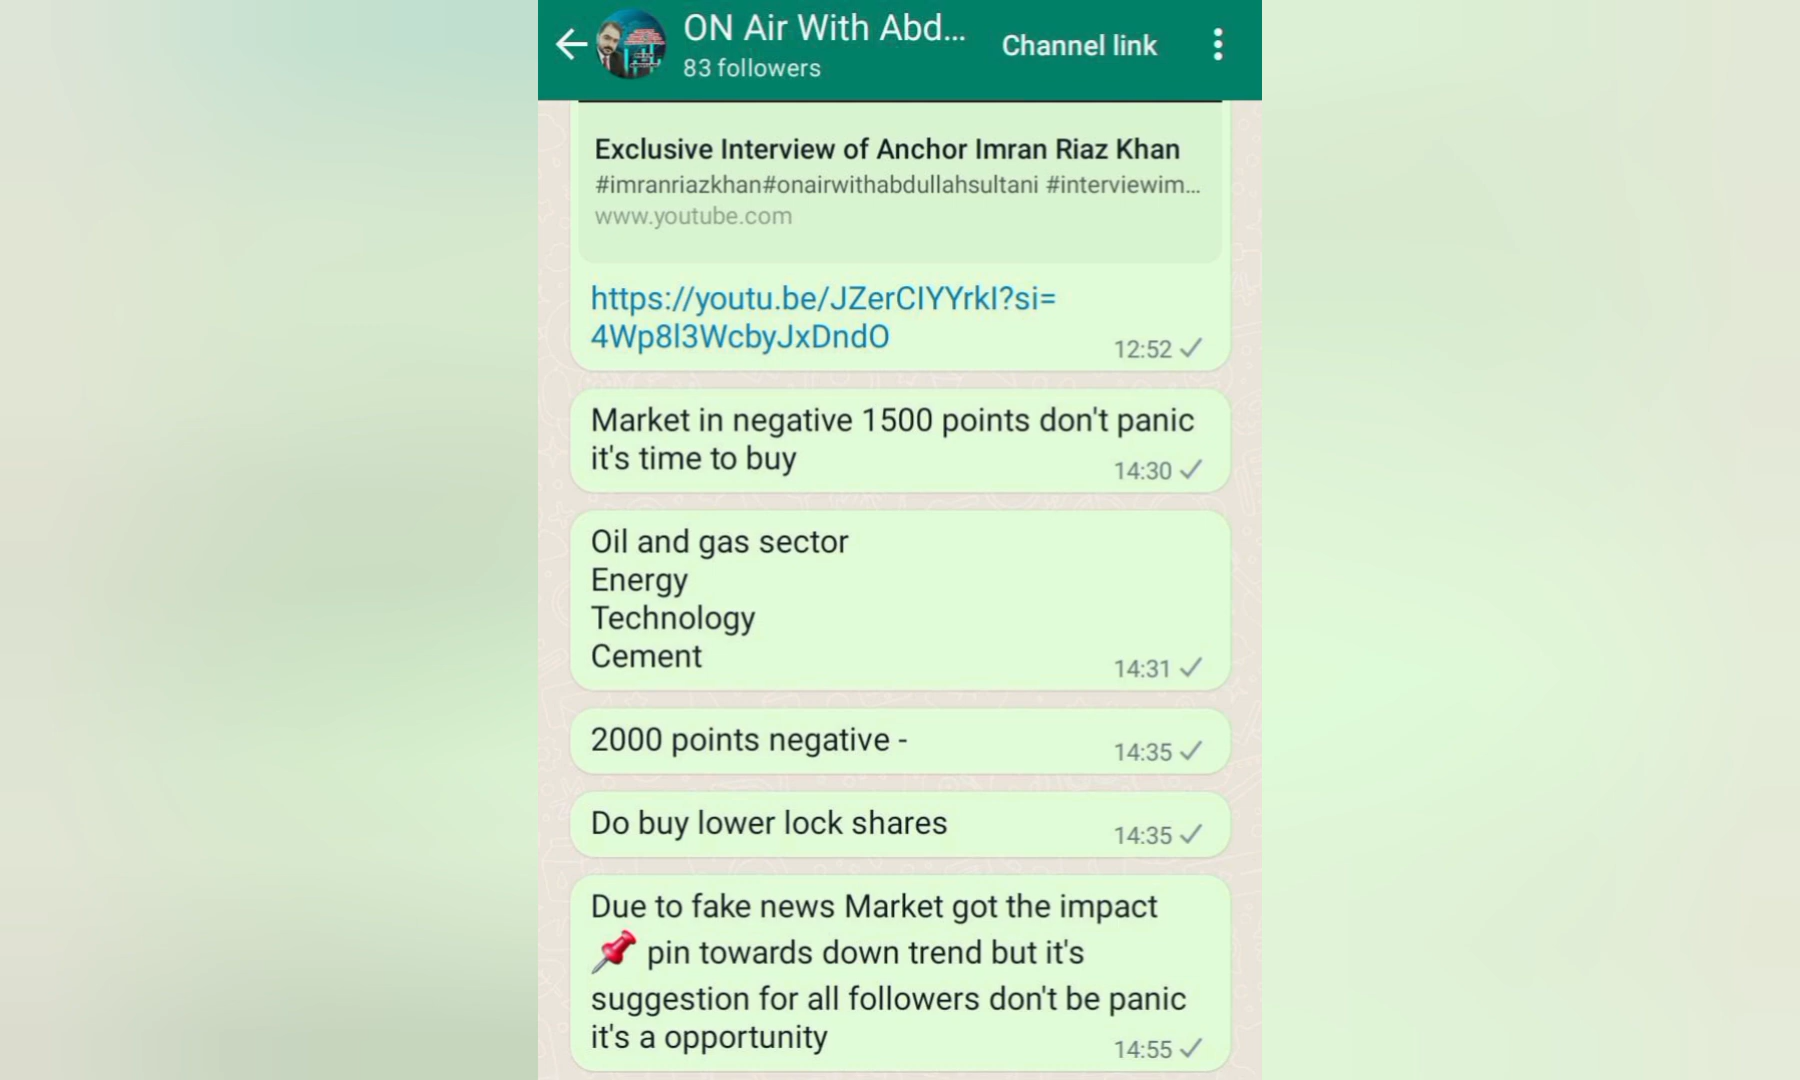 ON Air With Abd...
83 followers
Channel link
Exclusive Interview of Anchor Imran Riaz Khan
#imranriazkhan#onairwithabdullahsultani #interviewim...
www.youtube.com
https://youtu.be/JZerCIYYrkI?si=
4Wp8l3WcbyJxDndO
12:52
Market in negative 1500 points don't panic
it's time to buy
14:30
Oil and gas sector
Energy
Technology
Cement
14:31
2000 points negative -
14:35
Do buy lower lock shares
14:35
Due to fake news Market got the impact
📌 pin towards down trend but it's
suggestion for all followers don't be panic
it's a opportunity
14:55